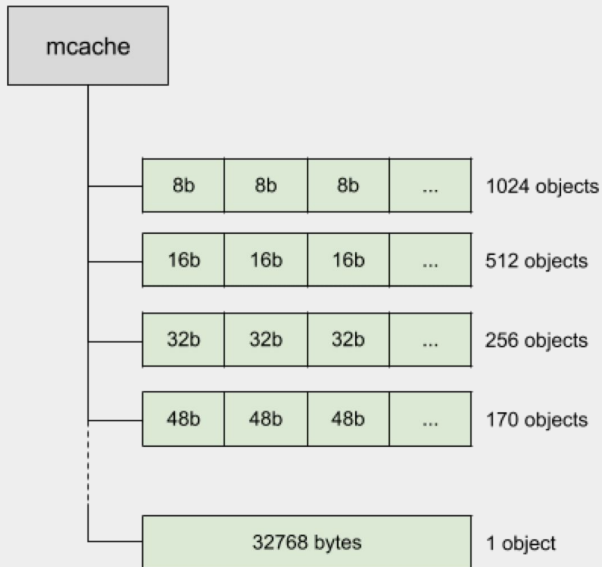 mcache
8b 8b 8b ... 1024 objects
16b 16b 16b ... 512 objects
32b 32b 32b ... 256 objects
48b 48b 48b ... 170 objects
32768 bytes 1 object